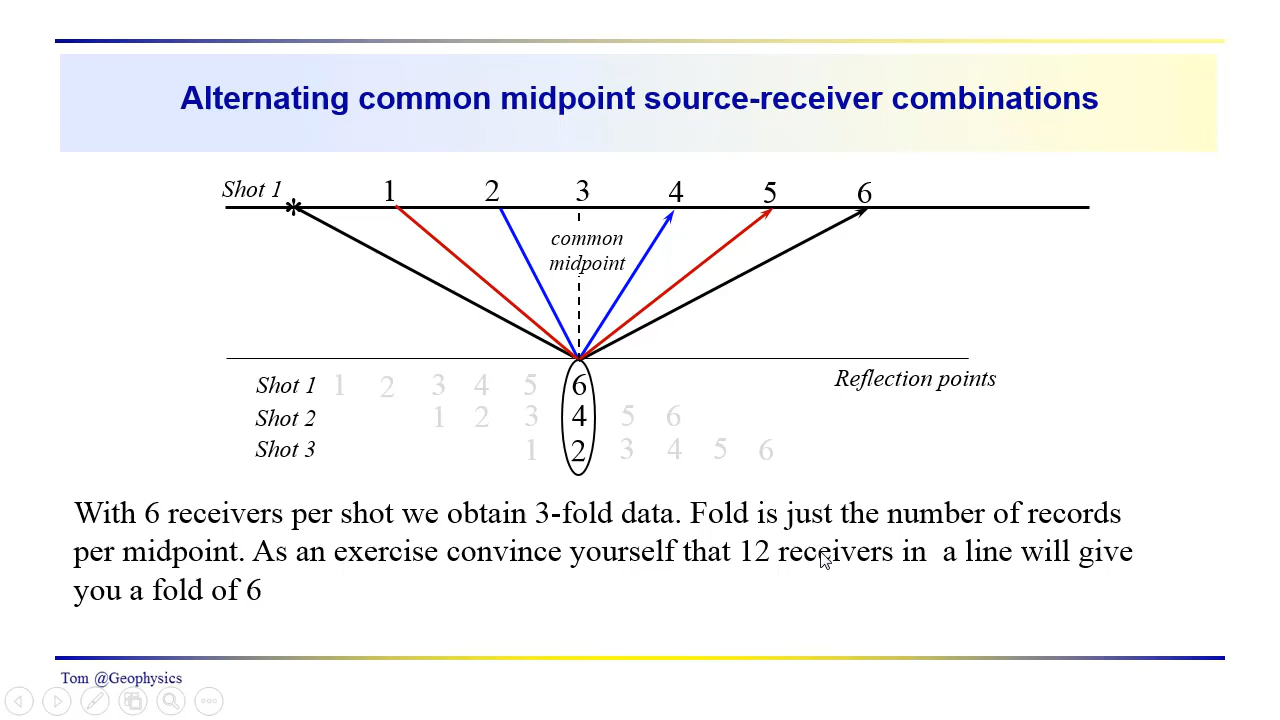 Alternating common midpoint source-receiver combinations
Shot 1 1 2 3 4 5 6
*
common
midpoint
Reflection points
Shot 1 1 2 3 4 5 6
Shot 2 1 2 3 4 5 6
Shot 3 1 2 3 4 5 6
With 6 receivers per shot we obtain 3-fold data. Fold is just the number of records
per midpoint. As an exercise convince yourself that 12 receivers in a line will give
you a fold of 6
Tom @Geophysics